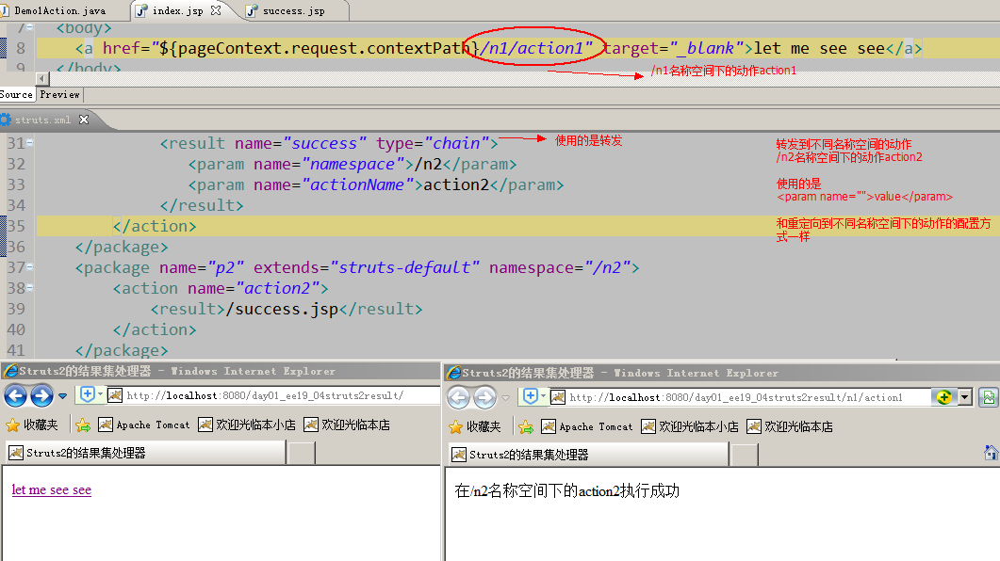 Demo1Action.java index.jsp success.jsp
7 <body>
8 <a href="${pageContext.request.contextPath}/n1/action1" target="_blank">let me see see</a>
9 </body>
/n1名称空间下的动作action1
Source Preview
struts.xml
31 <result name="success" type="chain"> 使用的是转发
32 <param name="namespace">/n2</param>
33 <param name="actionName">action2</param>
34 </result>
35 </action>
36 </package>
37 <package name="p2" extends="struts-default" namespace="/n2">
38 <action name="action2">
39 <result>/success.jsp</result>
40 </action>
41 </package>
转发到不同名称空间的动作
/n2名称空间下的动作action2
使用的是
<param name="">value</param>
和重定向到不同名称空间下的动作的配置方
式一样
Struts2的结果集处理器 - Windows Internet Explorer
http://localhost:8080/day01_ee19_04struts2result/
收藏夹 Apache Tomcat 欢迎光临本小店 欢迎光临本店
Struts2的结果集处理器
let me see see
Struts2的结果集处理器 - Windows Internet Explorer
http://localhost:8080/day01_ee19_04struts2result/n1/action1
收藏夹 Apache Tomcat 欢迎光临本小店 欢迎光临本店
Struts2的结果集处理器
在/n2名称空间下的action2执行成功